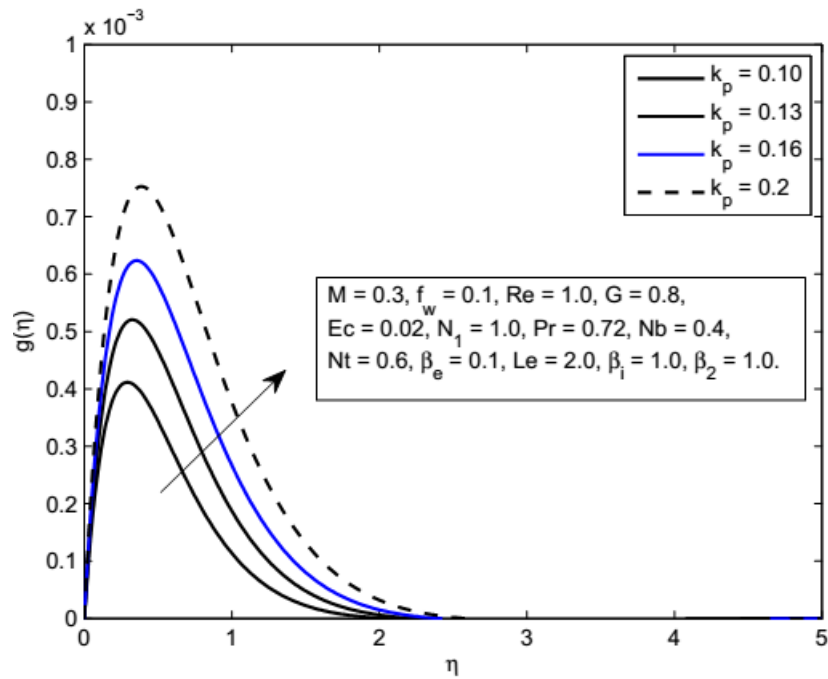 x 10⁻³
1
0.9
0.8
0.7
0.6
0.5
0.4
0.3
0.2
0.1
0
g(η)
k_p = 0.10
k_p = 0.13
k_p = 0.16
k_p = 0.2
M = 0.3, f_w = 0.1, Re = 1.0, G = 0.8,
Ec = 0.02, N_1 = 1.0, Pr = 0.72, Nb = 0.4,
Nt = 0.6, β_e = 0.1, Le = 2.0, β_i = 1.0, β_2 = 1.0.
0 1 2 3 4 5
η